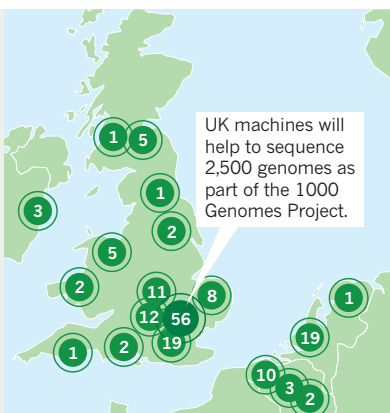 UK machines will
help to sequence
2,500 genomes as
part of the 1000
Genomes Project.
1 5
1
3
2
5
2 11 8 1
12 56
19 19
1 2
10
3
2